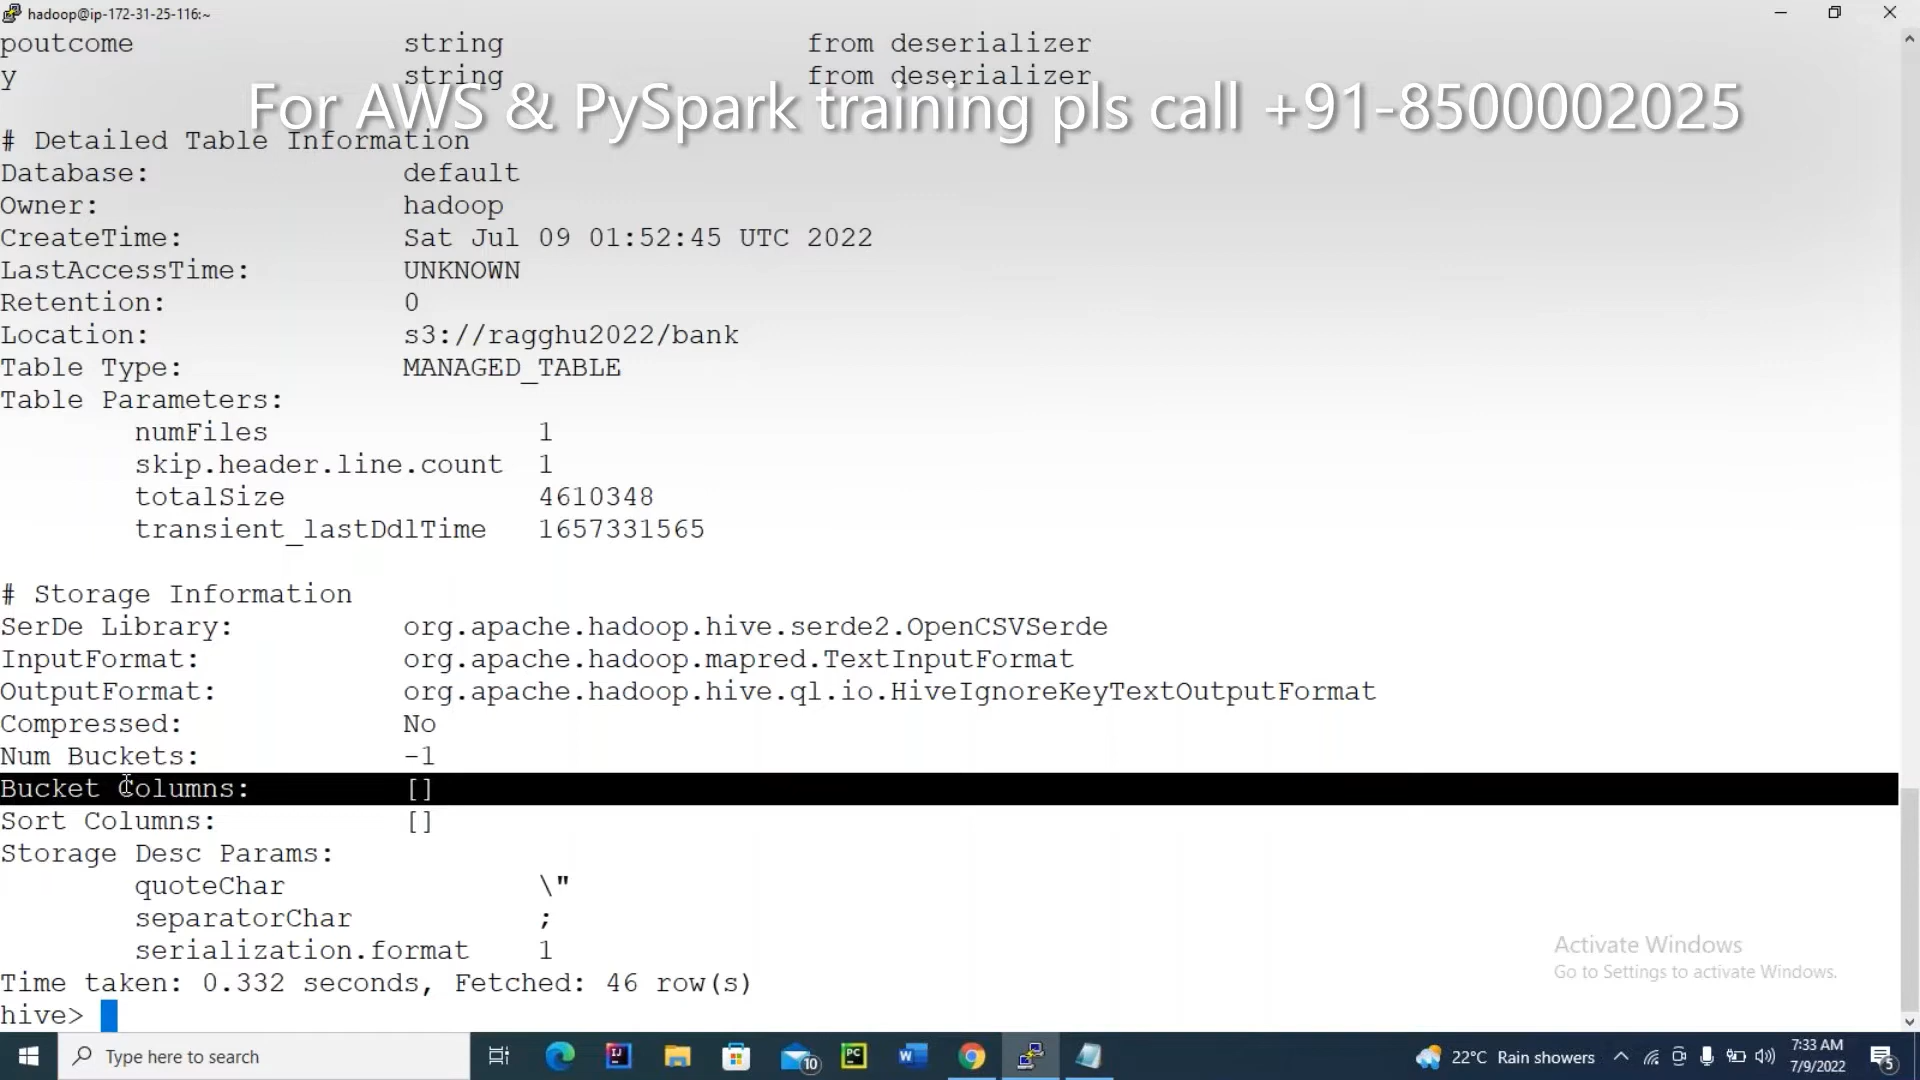 hadoop@ip-172-31-25-116:~
poutcome string from deserializer
y string from deserializer
For AWS & PySpark training pls call +91-8500002025
# Detailed Table Information
Database: default
Owner: hadoop
CreateTime: Sat Jul 09 01:52:45 UTC 2022
LastAccessTime: UNKNOWN
Retention: 0
Location: s3://ragghu2022/bank
Table Type: MANAGED_TABLE
Table Parameters:
numFiles 1
skip.header.line.count 1
totalSize 4610348
transient_lastDdlTime 1657331565
# Storage Information
SerDe Library: org.apache.hadoop.hive.serde2.OpenCSVSerde
InputFormat: org.apache.hadoop.mapred.TextInputFormat
OutputFormat: org.apache.hadoop.hive.ql.io.HiveIgnoreKeyTextOutputFormat
Compressed: No
Num Buckets: -1
Bucket Columns: []
Sort Columns: []
Storage Desc Params:
quoteChar \"
separatorChar ;
serialization.format 1
Time taken: 0.332 seconds, Fetched: 46 row(s)
hive>
Activate Windows
Go to Settings to activate Windows.
Type here to search
IJ
10
PC
W
22°C Rain showers
7:33 AM
7/9/2022
5